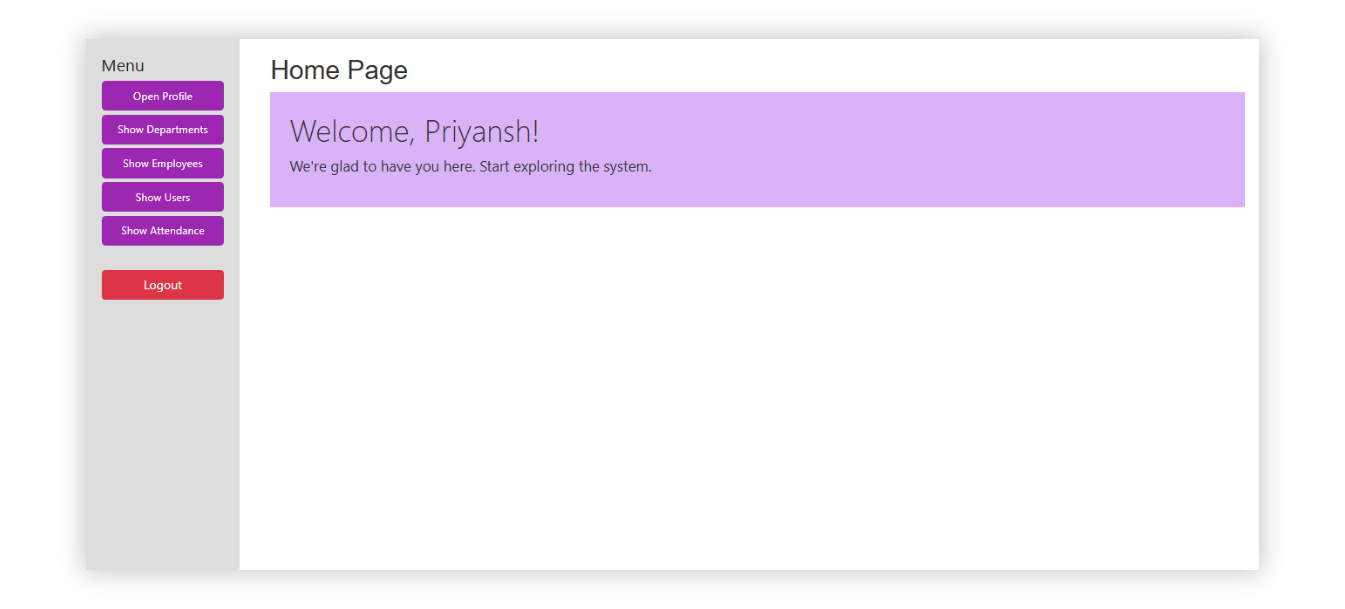 Menu
Open Profile
Show Departments
Show Employees
Show Users
Show Attendance
Logout
Home Page
Welcome, Priyansh!
We're glad to have you here. Start exploring the system.